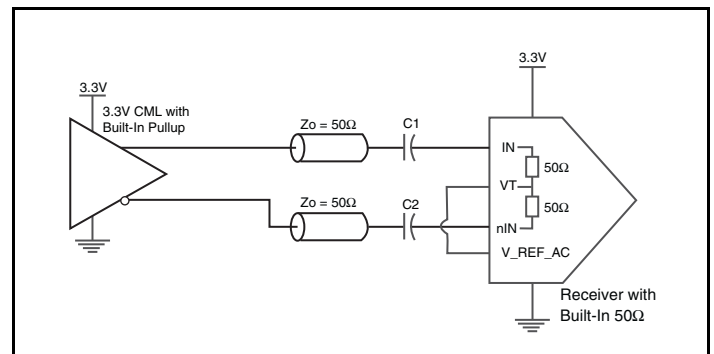 3.3V
3.3V CML with
Built-In Pullup
Zo = 50Ω
C1
Zo = 50Ω
C2
3.3V
IN
50Ω
VT
50Ω
nIN
V_REF_AC
Receiver with
Built-In 50Ω